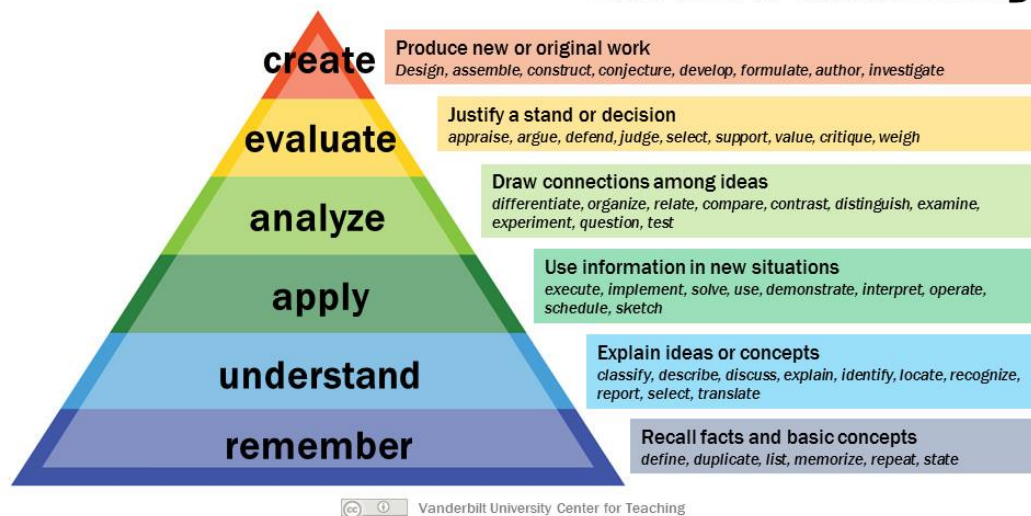 create
Produce new or original work
Design, assemble, construct, conjecture, develop, formulate, author, investigate
evaluate
Justify a stand or decision
appraise, argue, defend, judge, select, support, value, critique, weigh
analyze
Draw connections among ideas
differentiate, organize, relate, compare, contrast, distinguish, examine,
experiment, question, test
apply
Use information in new situations
execute, implement, solve, use, demonstrate, interpret, operate,
schedule, sketch
understand
Explain ideas or concepts
classify, describe, discuss, explain, identify, locate, recognize,
report, select, translate
remember
Recall facts and basic concepts
define, duplicate, list, memorize, repeat, state
cc Vanderbilt University Center for Teaching